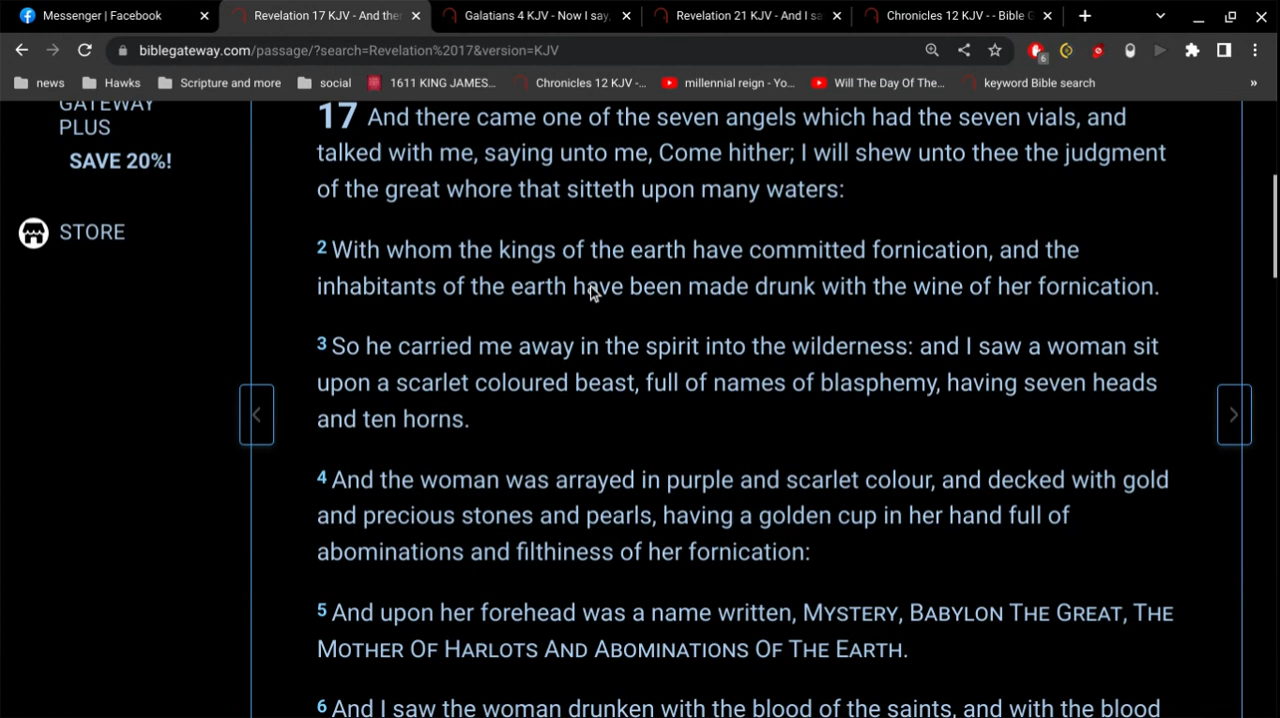 Messenger | Facebook
Revelation 17 KJV - And ther
Galatians 4 KJV - Now I say,
Revelation 21 KJV - And I sa
Chronicles 12 KJV - - Bible G
biblegateway.com/passage/?search=Revelation%2017&version=KJV
6
news
Hawks
Scripture and more
social
1611 KING JAMES...
Chronicles 12 KJV -...
millennial reign - Yo...
Will The Day Of The...
keyword Bible search
»
GATEWAY
PLUS
SAVE 20%!
STORE
17 And there came one of the seven angels which had the seven vials, and
talked with me, saying unto me, Come hither; I will shew unto thee the judgment
of the great whore that sitteth upon many waters:
2 With whom the kings of the earth have committed fornication, and the
inhabitants of the earth have been made drunk with the wine of her fornication.
3 So he carried me away in the spirit into the wilderness: and I saw a woman sit
upon a scarlet coloured beast, full of names of blasphemy, having seven heads
and ten horns.
4 And the woman was arrayed in purple and scarlet colour, and decked with gold
and precious stones and pearls, having a golden cup in her hand full of
abominations and filthiness of her fornication:
5 And upon her forehead was a name written, Mystery, Babylon The Great, The
Mother Of Harlots And Abominations Of The Earth.
6 And I saw the woman drunken with the blood of the saints, and with the blood